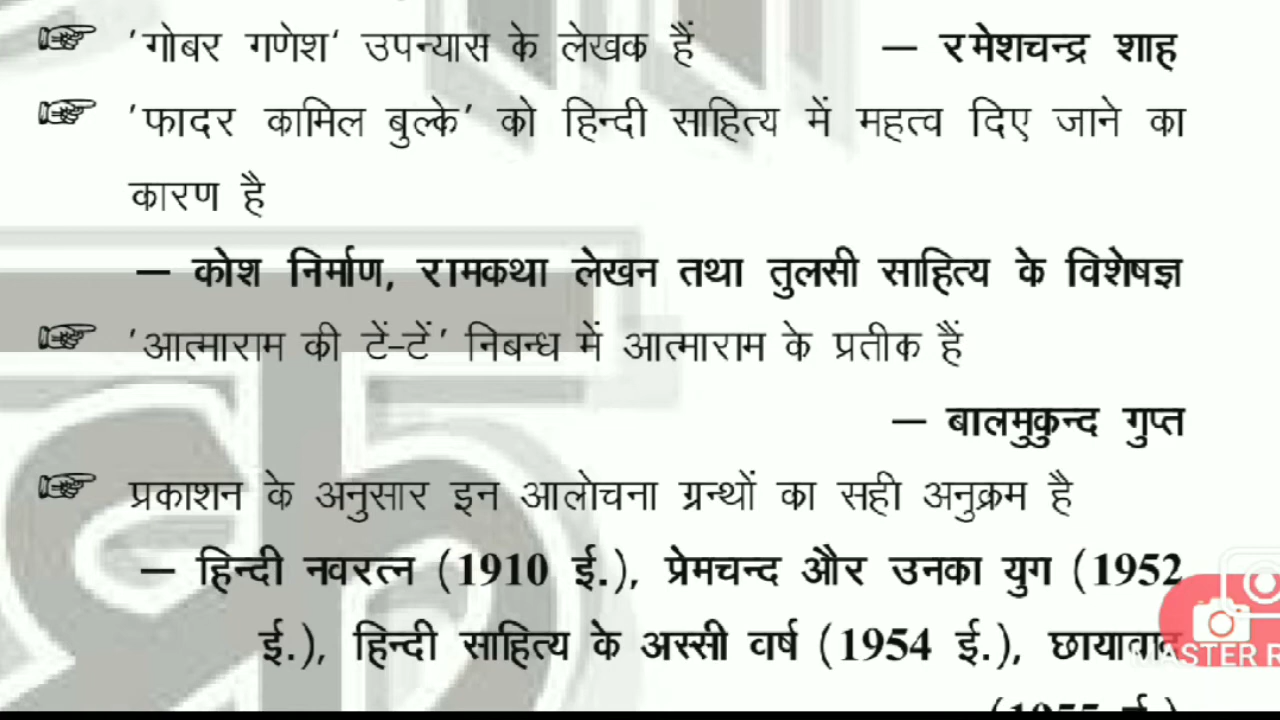 'गोबर गणेश' उपन्यास के लेखक हैं — रमेशचन्द्र शाह
'फादर कामिल बुल्के' को हिन्दी साहित्य में महत्व दिए जाने का
कारण है
— कोश निर्माण, रामकथा लेखन तथा तुलसी साहित्य के विशेषज्ञ
'आत्माराम की टें-टें' निबन्ध में आत्माराम के प्रतीक हैं
— बालमुकुन्द गुप्त
प्रकाशन के अनुसार इन आलोचना ग्रन्थों का सही अनुक्रम है
— हिन्दी नवरत्न (1910 ई.), प्रेमचन्द और उनका युग (1952
ई.), हिन्दी साहित्य के अस्सी वर्ष (1954 ई.), छायावाद
MASTER R